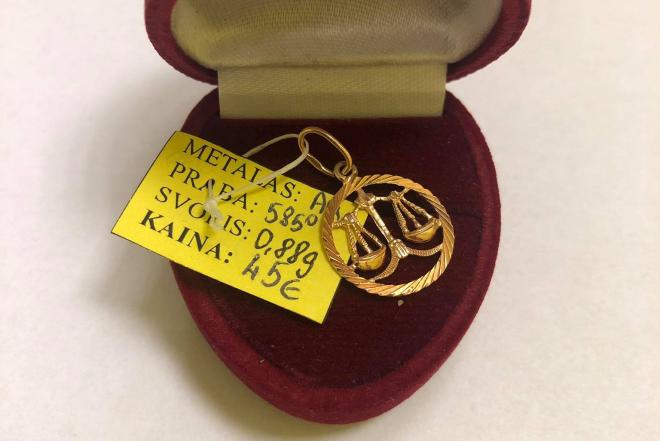 METALAS:
PRABA: 585°
SVORIS: 0,88g
KAINA: 45€